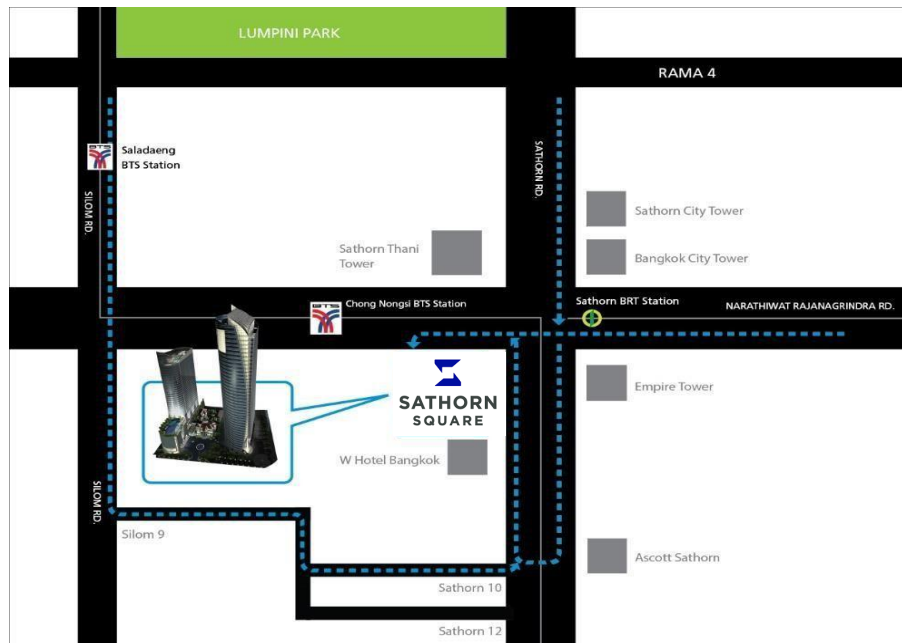 LUMPINI PARK
RAMA 4
BTS
Saladaeng
BTS Station
SILOM RD.
SATHORN RD.
Sathorn City Tower
Sathorn Thani
Tower
Bangkok City Tower
BTS
Chong Nongsi BTS Station
Sathorn BRT Station
NARATHIWAT RAJANAGRINDRA RD.
SATHORN
SQUARE
Empire Tower
W Hotel Bangkok
SILOM RD.
Silom 9
Ascott Sathorn
Sathorn 10
Sathorn 12